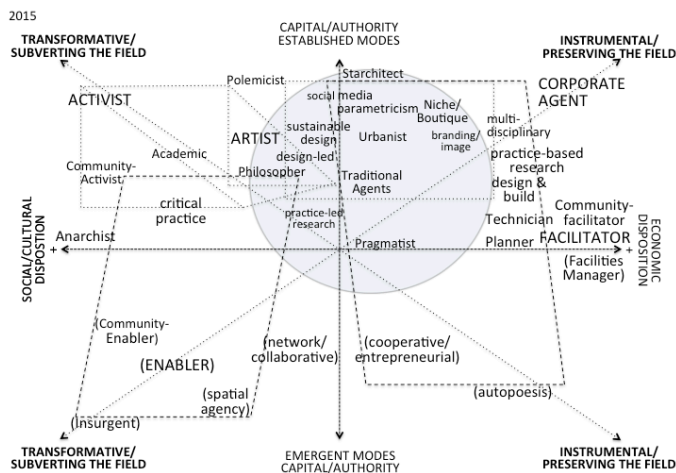 2015
CAPITAL/AUTHORITY
ESTABLISHED MODES
TRANSFORMATIVE/
SUBVERTING THE FIELD
INSTRUMENTAL/
PRESERVING THE FIELD
Polemicist
Starchitect
CORPORATE
AGENT
ACTIVIST
social media
parametricism
Niche/
Boutique
multi-
disciplinary
ARTIST
sustainable
design
Urbanist
branding/
image
Academic
design-led
practice-based
research
design &
build
Community-
Activist
Philosopher
Traditional
Agents
critical
practice
practice-led
research
Technician
Community-
facilitator
Anarchist
Pragmatist
Planner
FACILITATOR
(Facilities
Manager)
SOCIAL/CULTURAL
DISPOSTION
+
+
ECONOMIC
DISPOSITION
(Community-
Enabler)
(ENABLER)
(network/
collaborative)
(cooperative/
entrepreneurial)
(spatial
agency)
(autopoesis)
(Insurgent)
TRANSFORMATIVE/
SUBVERTING THE FIELD
EMERGENT MODES
CAPITAL/AUTHORITY
INSTRUMENTAL/
PRESERVING THE FIELD